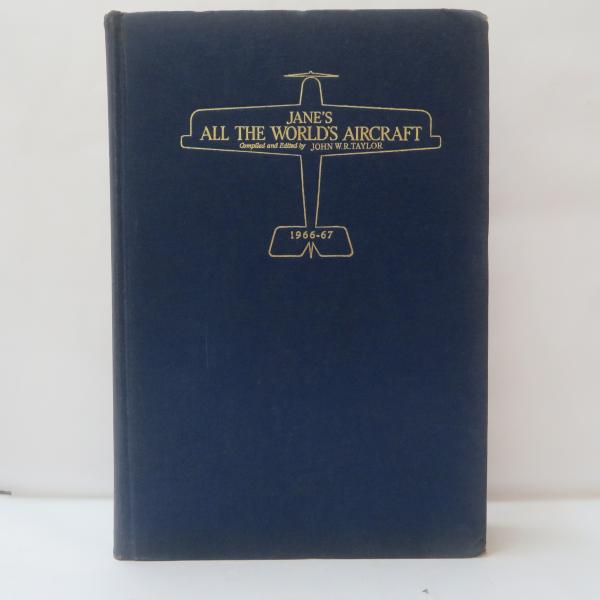 JANE'S
ALL THE WORLD'S AIRCRAFT
Compiled and Edited by JOHN W.R.TAYLOR
1966-67